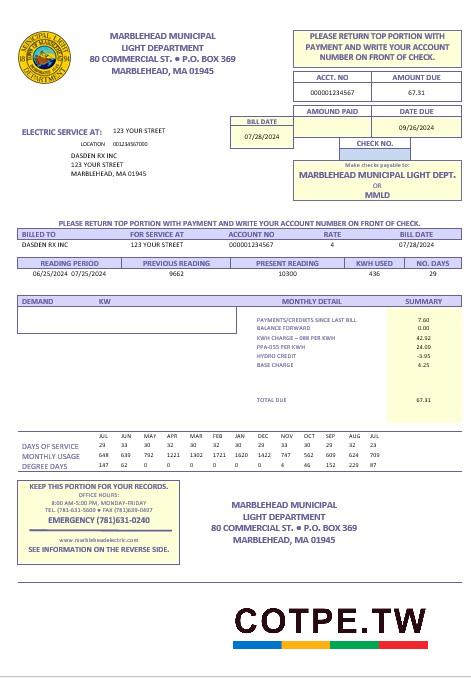 MUNICIPAL LIGHT
DEPARTMENT
MARBLEHEAD MUNICIPAL
LIGHT DEPARTMENT
80 COMMERCIAL ST. • P.O. BOX 369
MARBLEHEAD, MA 01945
PLEASE RETURN TOP PORTION WITH
PAYMENT AND WRITE YOUR ACCOUNT
NUMBER ON FRONT OF CHECK.
ACCT. NO AMOUNT DUE
000001234567 67.31
AMOUNT PAID DATE DUE
09/26/2024
BILL DATE
07/28/2024
CHECK NO.
ELECTRIC SERVICE AT: 123 YOUR STREET
LOCATION 001234567000
DASDEN RX INC
123 YOUR STREET
MARBLEHEAD, MA 01945
Make checks payable to:
MARBLEHEAD MUNICIPAL LIGHT DEPT.
OR
MMLD
PLEASE RETURN TOP PORTION WITH PAYMENT AND WRITE YOUR ACCOUNT NUMBER ON FRONT OF CHECK.
BILLED TO FOR SERVICE AT ACCOUNT NO RATE BILL DATE
DASDEN RX INC 123 YOUR STREET 000001234567 4 07/28/2024
READING PERIOD PREVIOUS READING PRESENT READING KWH USED NO. DAYS
06/25/2024 07/25/2024 9662 10300 436 29
DEMAND KW MONTHLY DETAIL SUMMARY
PAYMENTS/CREDIKTS SINCE LAST BILL 7.60
BALANCE FORWARD 0.00
KWH CHARGE –088 PER KWH 42.92
PPA-055 PER KWH 24.09
HYDRO CREDIT -3.95
BASE CHARGE 4.25
TOTAL DUE 67.31
JUL JUN MAY APR MAR FEB JAN DEC NOV OCT SEP AUG JUL
DAYS OF SERVICE 29 33 30 32 29 33 30 32 30 30 29 32 23
MONTHLY USAGE 648 639 792 1221 1302 1721 1620 1422 747 562 609 624 709
DEGREE DAYS 147 62 0 0 0 0 0 0 4 46 152 229 87
KEEP THIS PORTION FOR YOUR RECORDS.
OFFICE HOURS:
8:00 AM-5:00 PM, MONDAY-FRIDAY
TEL. (781)631-5600 • FAX (781)639-0497
EMERGENCY (781)631-0240
www.marbleheadelectric.com
SEE INFORMATION ON THE REVERSE SIDE.
MARBLEHEAD MUNICIPAL
LIGHT DEPARTMENT
80 COMMERCIAL ST. • P.O. BOX 369
MARBLEHEAD, MA 01945
COTPE.TW